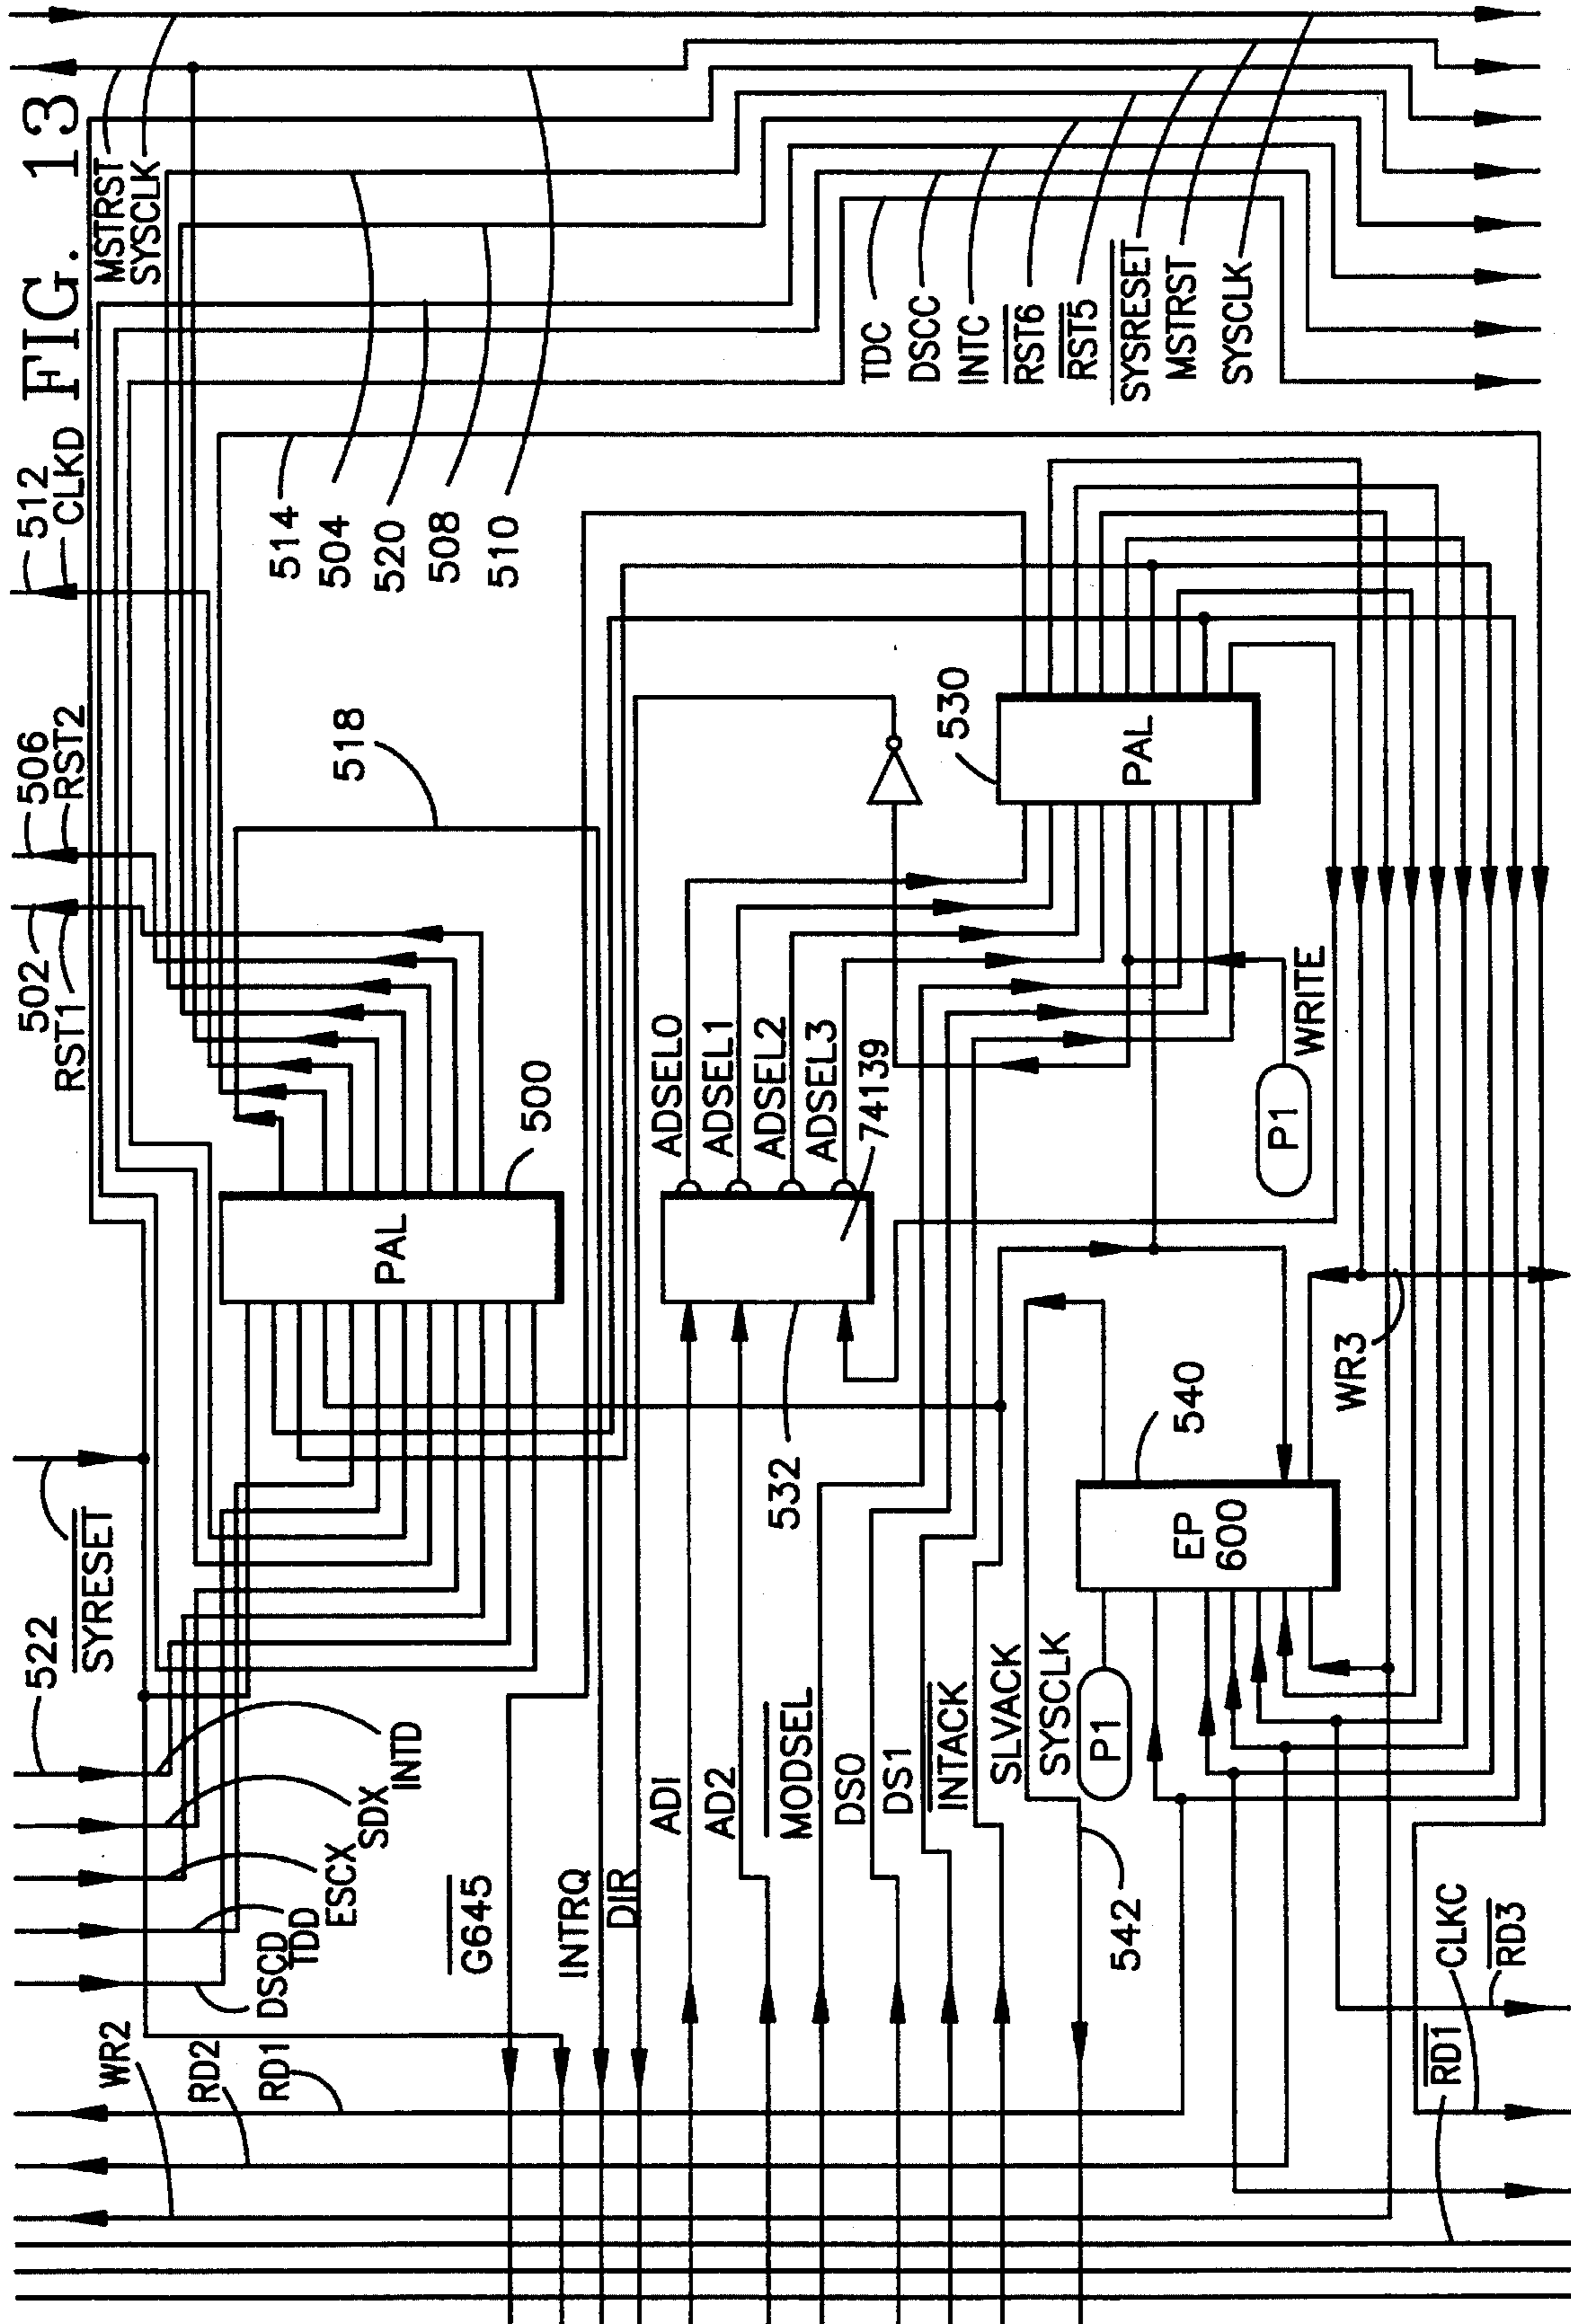 522
502
506
512
FIG. 13
SYRESET
RST1
RST2
CLKD
MSTRST
SYSCLK
WR2
RD2
RD1
DSCD
TDD
ESCX
SDX
INTD
PAL
500
518
514
504
520
508
510
G645
INTRQ
DIR
ADI
AD2
MODSEL
DS0
DS1
INTACK
SLVACK
SYSCLK
P1
532
ADSEL0
ADSEL1
ADSEL2
ADSEL3
74139
530
PAL
TDC
DSCC
INTC
RST6
RST5
SYSRESET
MSTRST
SYSCLK
542
EP
600
540
P1
WRITE
WR3
RD1
CLKC
RD3